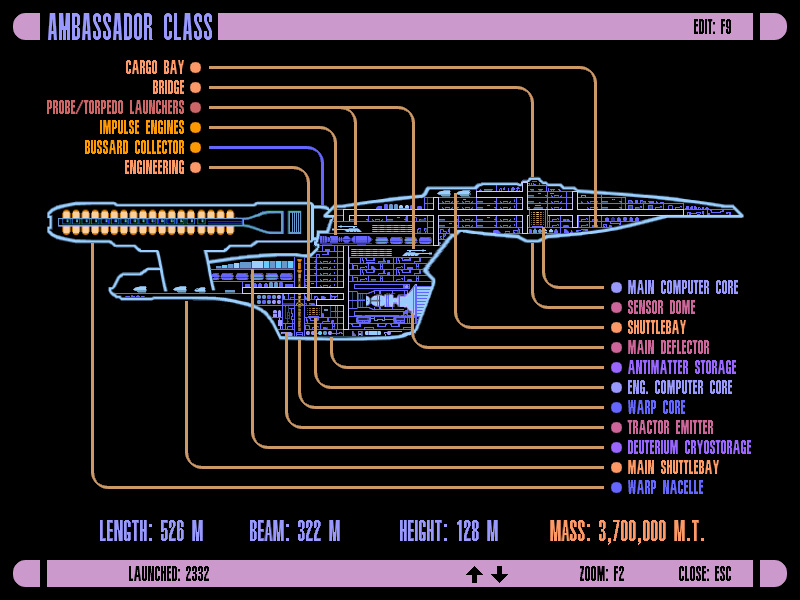 AMBASSADOR CLASS
EDIT: F9
CARGO BAY
BRIDGE
PROBE/TORPEDO LAUNCHERS
IMPULSE ENGINES
BUSSARD COLLECTOR
ENGINEERING
MAIN COMPUTER CORE
SENSOR DOME
SHUTTLEBAY
MAIN DEFLECTOR
ANTIMATTER STORAGE
ENG. COMPUTER CORE
WARP CORE
TRACTOR EMITTER
DEUTERIUM CRYOSTORAGE
MAIN SHUTTLEBAY
WARP NACELLE
LENGTH: 526 M BEAM: 322 M HEIGHT: 128 M MASS: 3,700,000 M.T.
LAUNCHED: 2332 ZOOM: F2 CLOSE: ESC